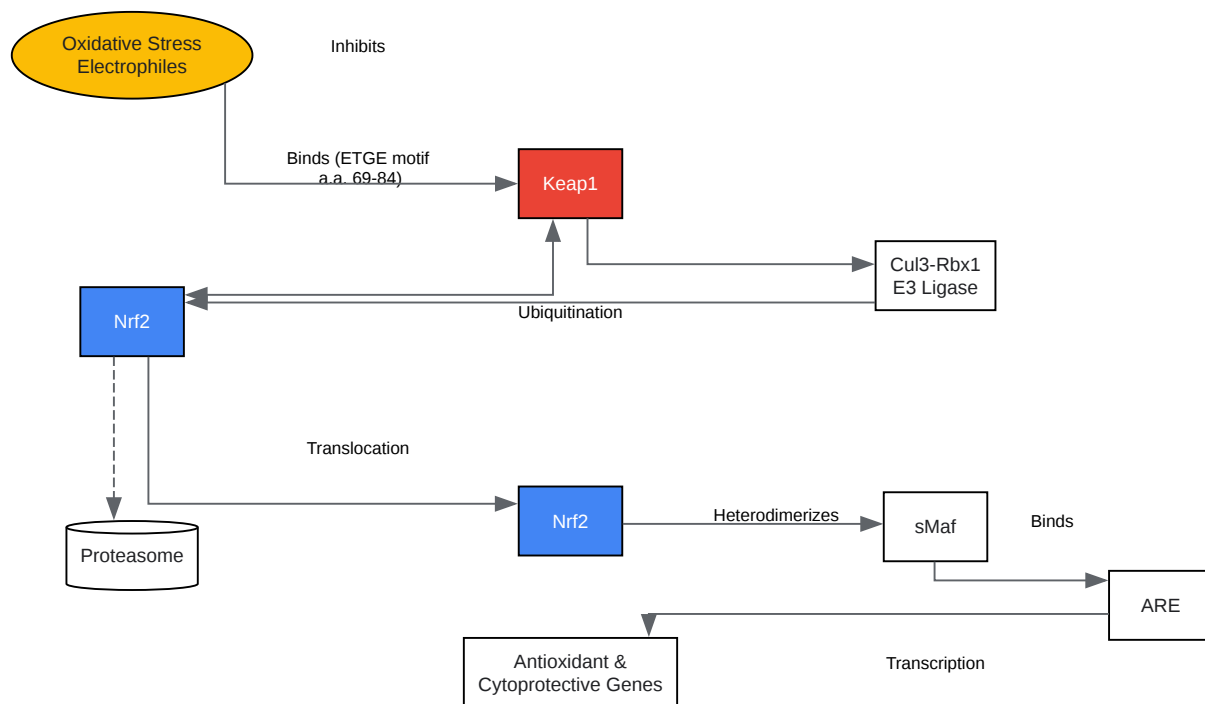 Oxidative Stress
Electrophiles
Inhibits
Binds (ETGE motif
a.a. 69-84)
Keap1
Cul3-Rbx1
E3 Ligase
Nrf2
Ubiquitination
Translocation
Proteasome
Nrf2
Heterodimerizes
sMaf
Binds
ARE
Antioxidant &
Cytoprotective Genes
Transcription